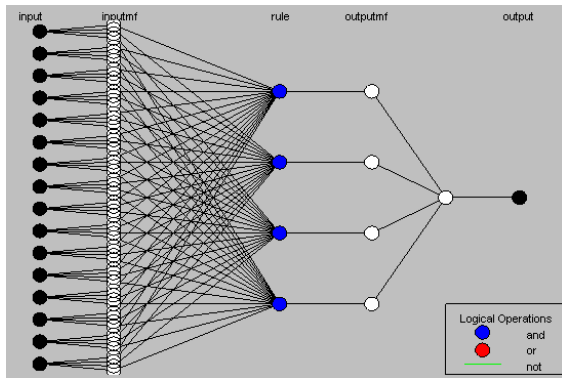 input inputmf rule outputmf output
Logical Operations
and
or
not